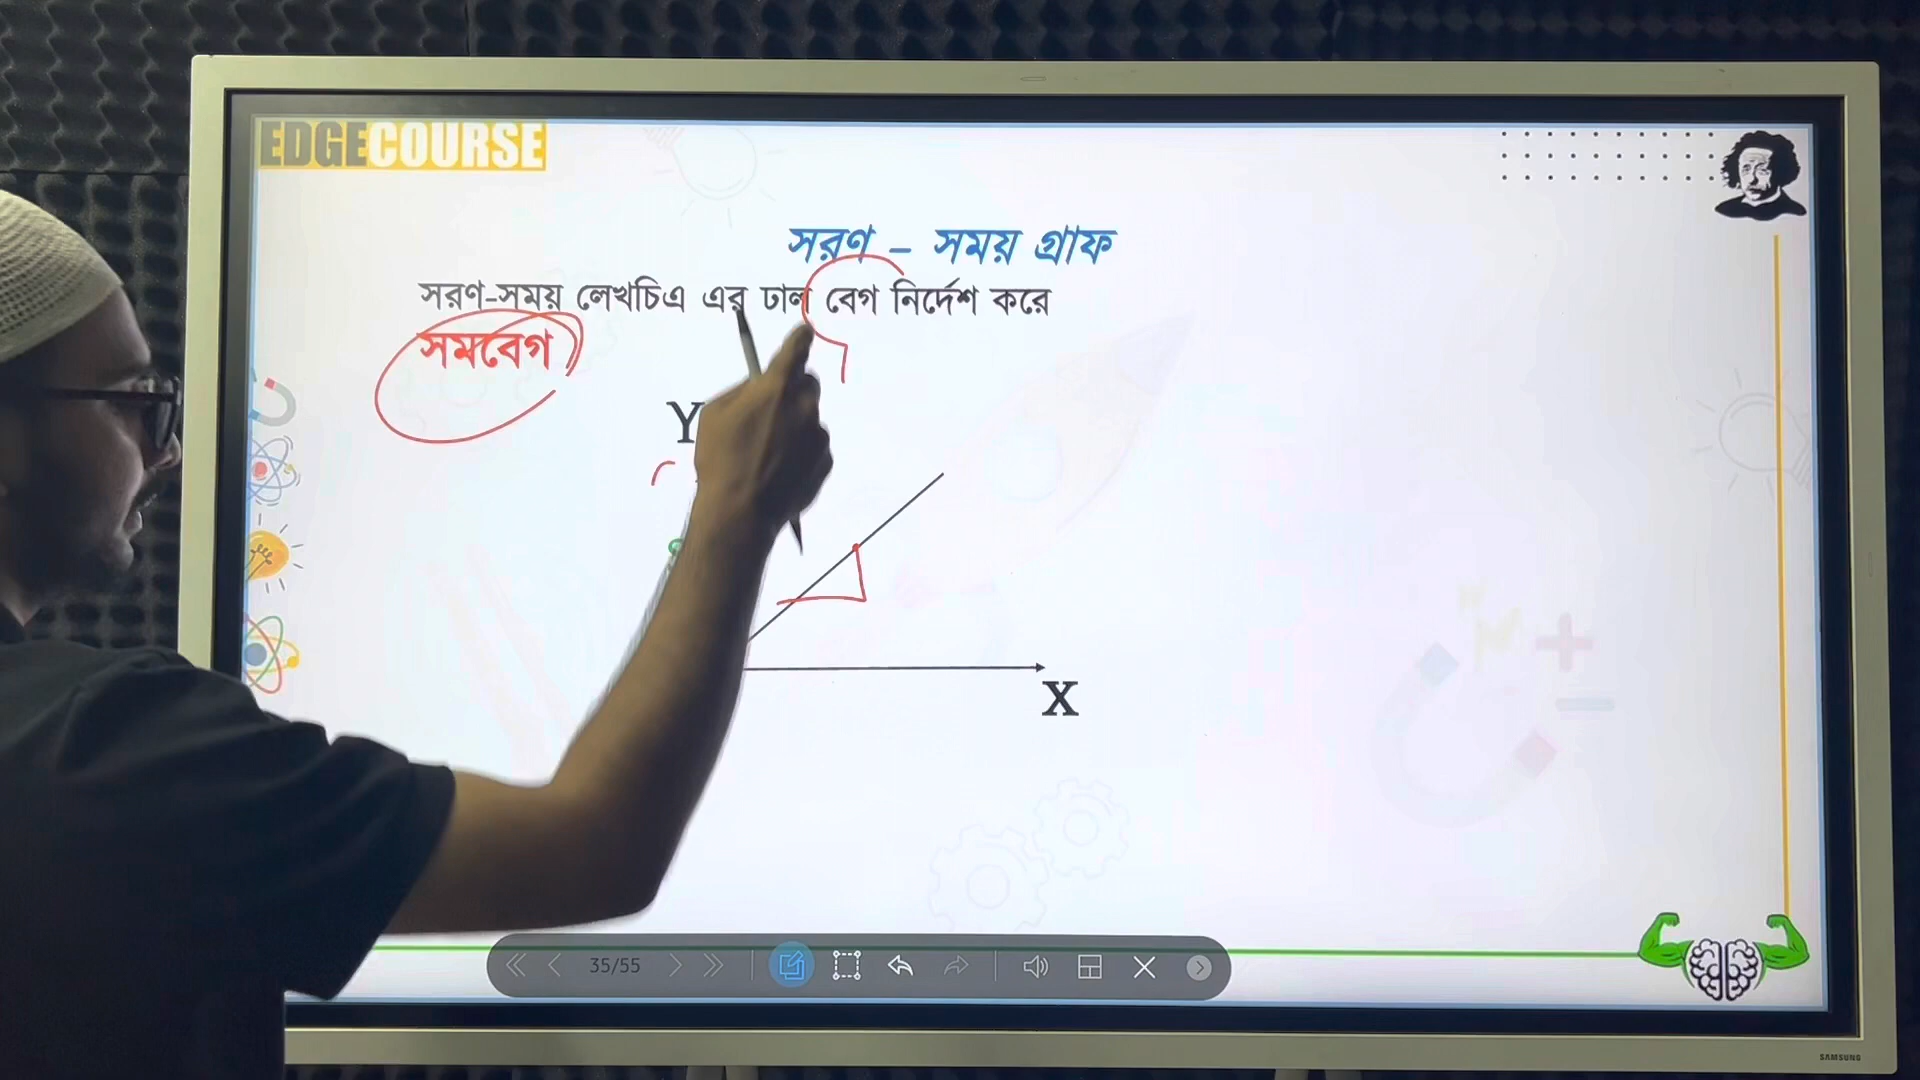 EDGECOURSE
সরণ – সময় গ্রাফ
সরণ-সময় লেখচিএ এর ঢাল বেগ নির্দেশ করে
সমবেগ
Y
X
35/55
SAMSUNG